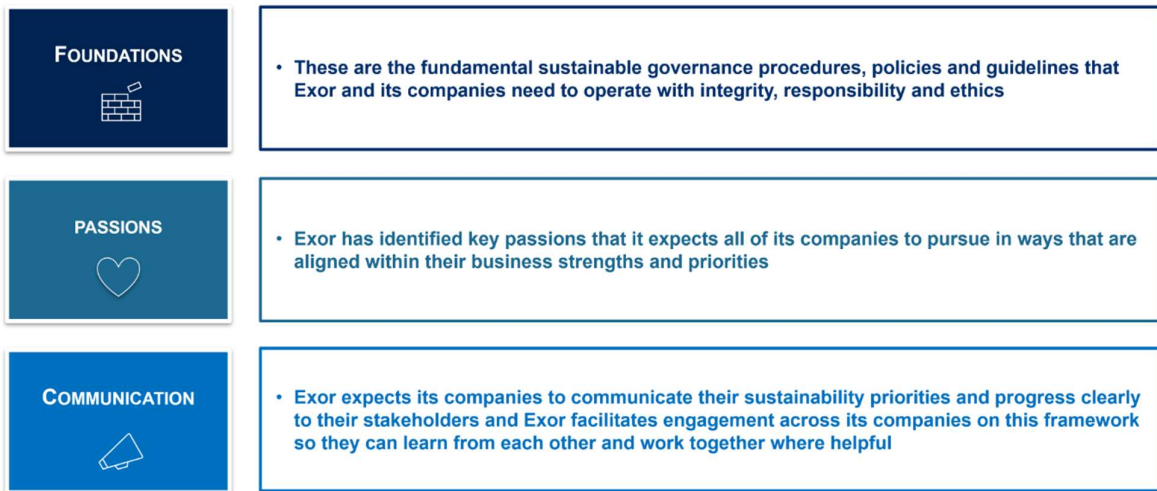 FOUNDATIONS
• These are the fundamental sustainable governance procedures, policies and guidelines that
Exor and its companies need to operate with integrity, responsibility and ethics
PASSIONS
• Exor has identified key passions that it expects all of its companies to pursue in ways that are
aligned within their business strengths and priorities
COMMUNICATION
• Exor expects its companies to communicate their sustainability priorities and progress clearly
to their stakeholders and Exor facilitates engagement across its companies on this framework
so they can learn from each other and work together where helpful